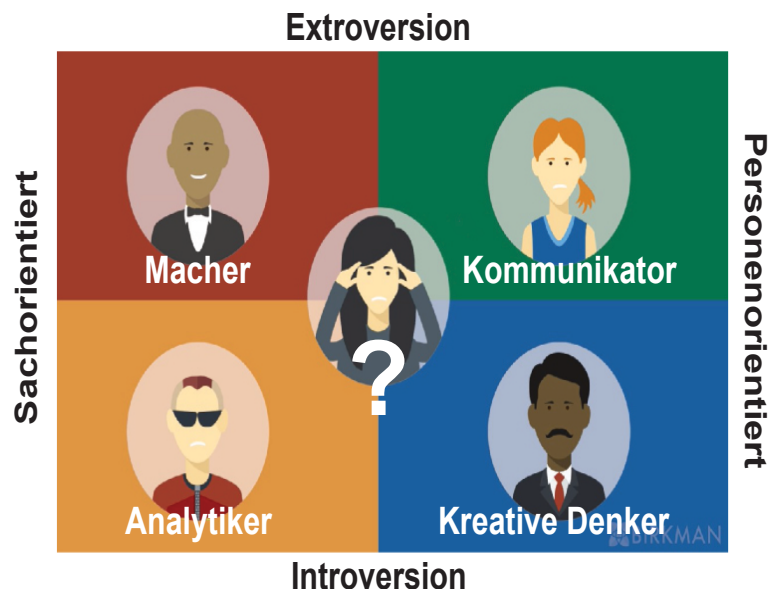 Extroversion
Sachorientiert
Personenorientiert
Macher
Kommunikator
?
Analytiker
Kreative Denker
BIRKMAN
Introversion